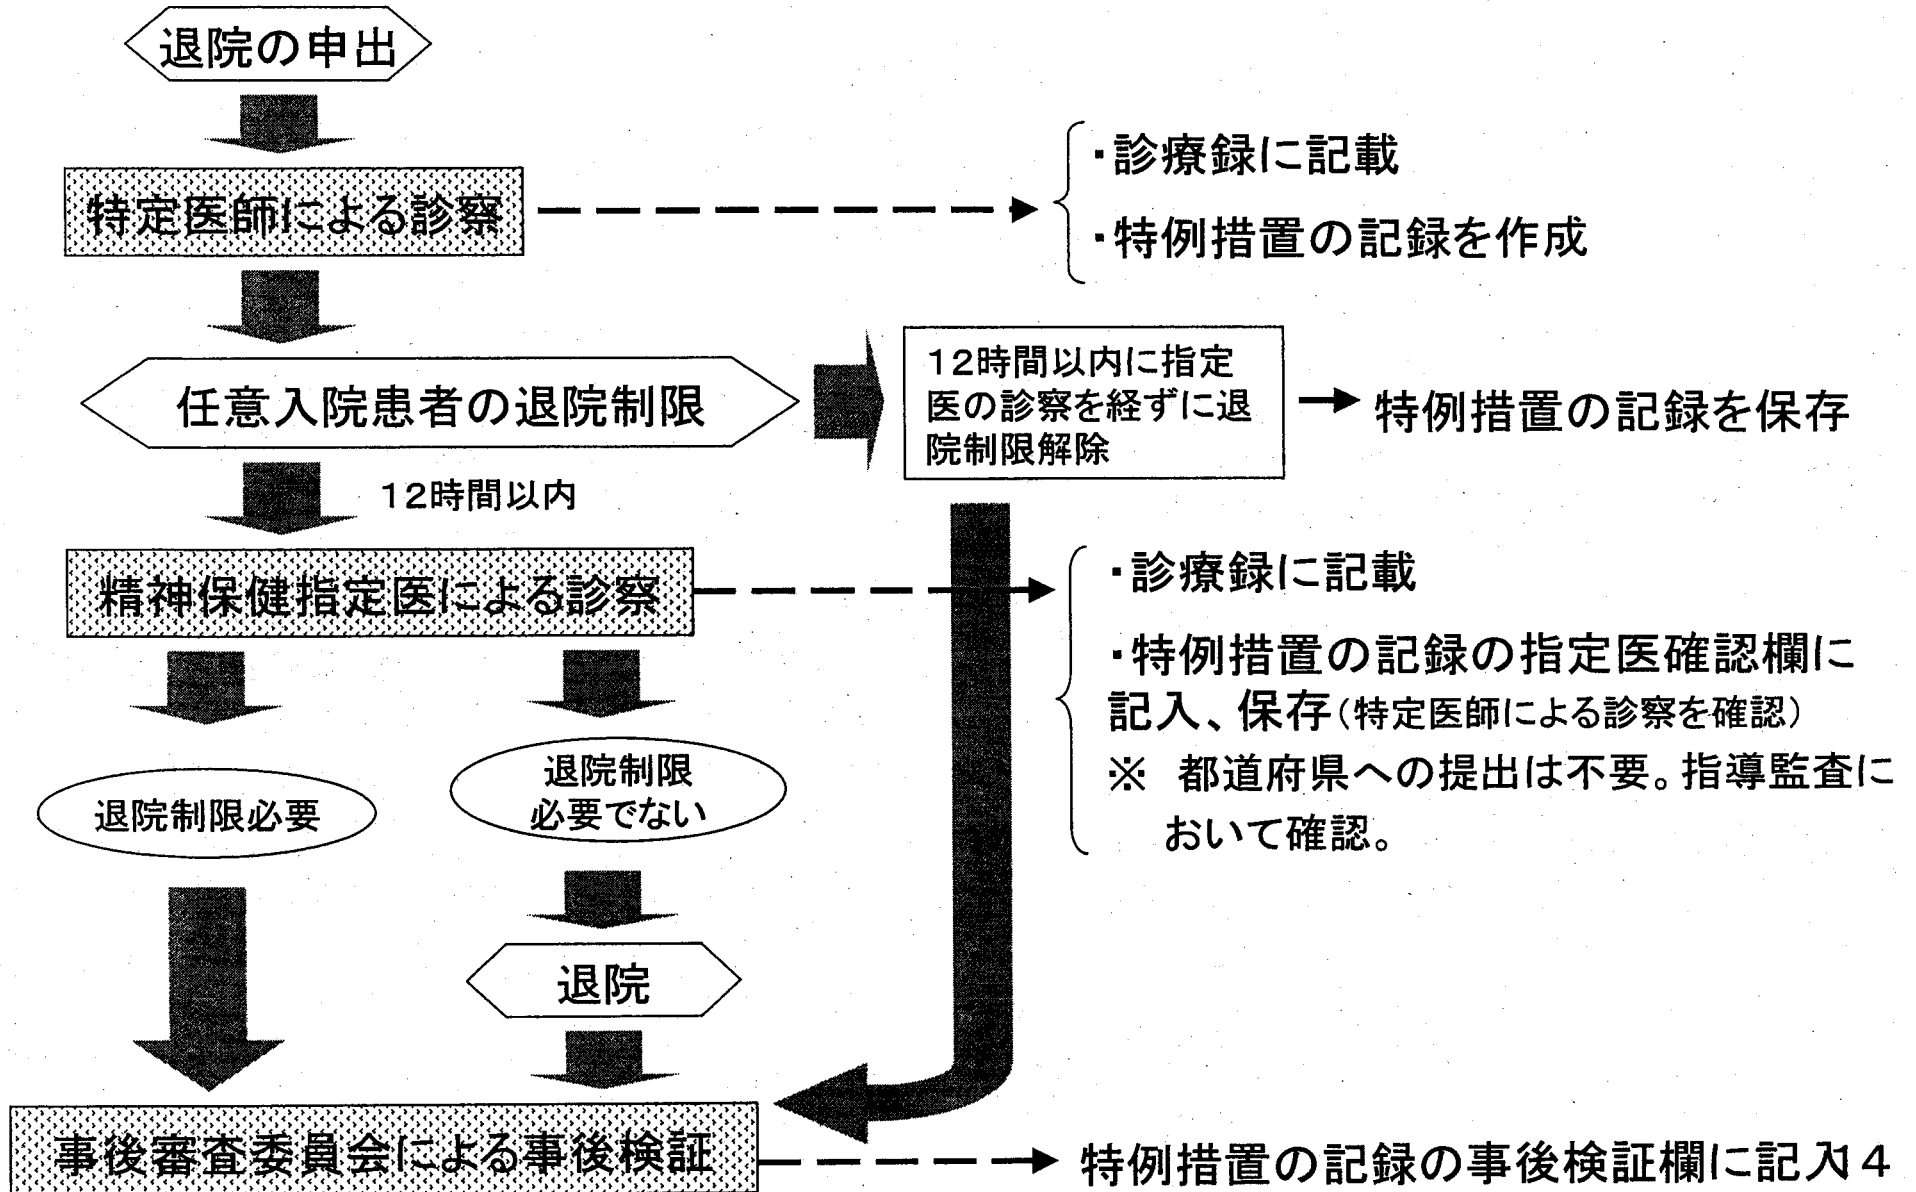 退院の申出
特定医師による診察
・診療録に記載
・特例措置の記録を作成
任意入院患者の退院制限
12時間以内に指定
医の診察を経ずに退
院制限解除
特例措置の記録を保存
12時間以内
精神保健指定医による診察
・診療録に記載
・特例措置の記録の指定医確認欄に
記入、保存(特定医師による診察を確認)
※ 都道府県への提出は不要。指導監査に
おいて確認。
退院制限必要
退院制限
必要でない
退院
事後審査委員会による事後検証
特例措置の記録の事後検証欄に記入
14